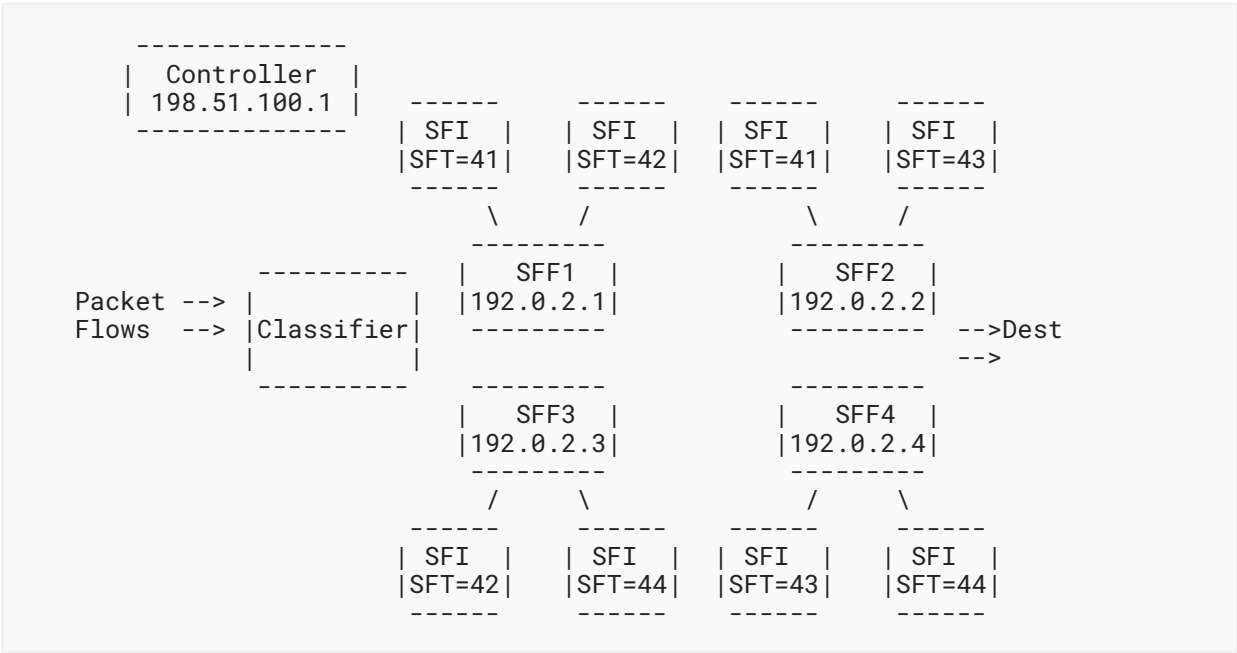 --------------
|  Controller  |
| 198.51.100.1 |   ------     ------    ------     ------
 --------------   | SFI  |   | SFI  |  | SFI  |   | SFI  |
                  |SFT=41|   |SFT=42|  |SFT=41|   |SFT=43|
                   ------     ------    ------     ------
                        \     /              \     /
                       ---------            ---------
         ----------   |   SFF1  |          |   SFF2  |
Packet --> |          |  |192.0.2.1|          |192.0.2.2|
Flows  --> |Classifier|   ---------            ---------  -->Dest
           |          |                                   -->
         ----------    ---------            ---------
                      |   SFF3  |          |   SFF4  |
                      |192.0.2.3|          |192.0.2.4|
                       ---------            ---------
                        /     \              /     \
                   ------     ------    ------     ------
                  | SFI  |   | SFI  |  | SFI  |   | SFI  |
                  |SFT=42|   |SFT=44|  |SFT=43|   |SFT=44|
                   ------     ------    ------     ------